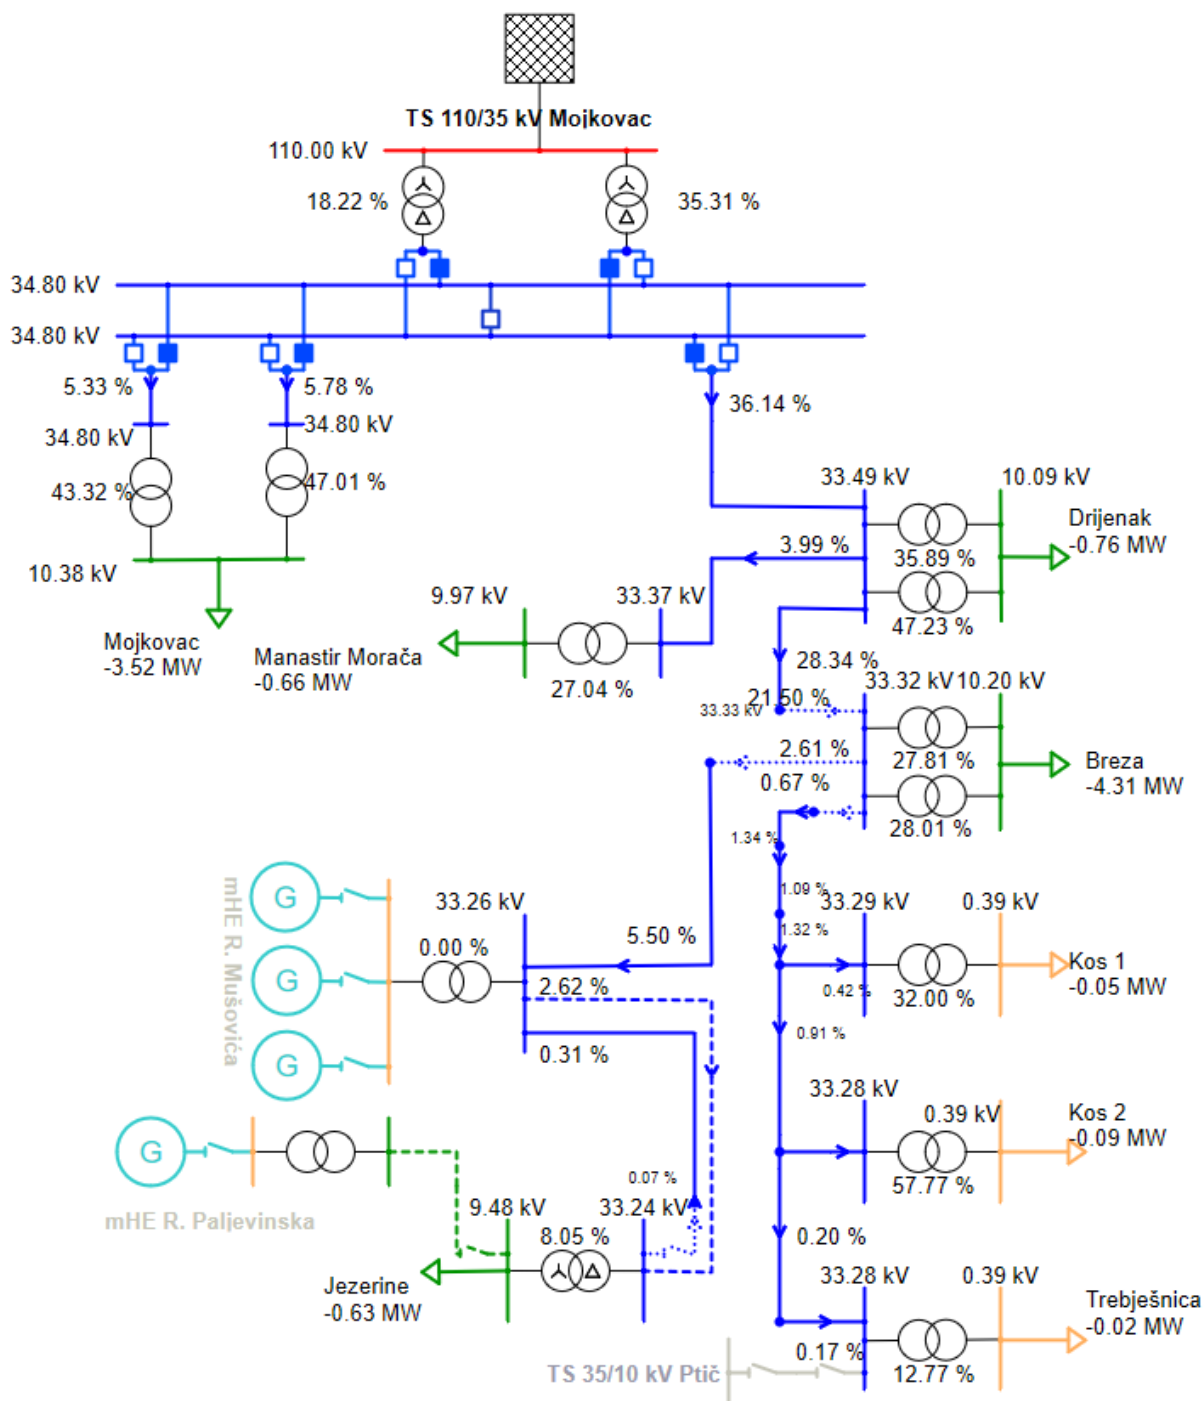 TS 110/35 kV Mojkovac
110.00 kV
18.22 %
35.31 %
34.80 kV
34.80 kV
5.33 %
5.78 %
36.14 %
34.80 kV
34.80 kV
43.32 %
47.01 %
33.49 kV
10.09 kV
Drijenak
-0.76 MW
3.99 %
35.89 %
10.38 kV
9.97 kV
33.37 kV
47.23 %
Mojkovac
-3.52 MW
Manastir Morača
-0.66 MW
27.04 %
28.34 %
33.32 kV
10.20 kV
21.50 %
33.33 kV
2.61 %
27.81 %
Breza
-4.31 MW
0.67 %
28.01 %
1.34 %
mHE R. Mušovića
G
33.26 kV
1.09 %
33.29 kV
0.39 kV
0.00 %
5.50 %
1.32 %
Kos 1
-0.05 MW
G
2.62 %
0.42 %
32.00 %
0.31 %
0.91 %
G
33.28 kV
0.39 kV
Kos 2
-0.09 MW
G
57.77 %
0.07 %
mHE R. Paljevinska
9.48 kV
33.24 kV
8.05 %
0.20 %
33.28 kV
0.39 kV
Jezerine
-0.63 MW
Trebješnica
-0.02 MW
0.17 %
12.77 %
TS 35/10 kV Ptič